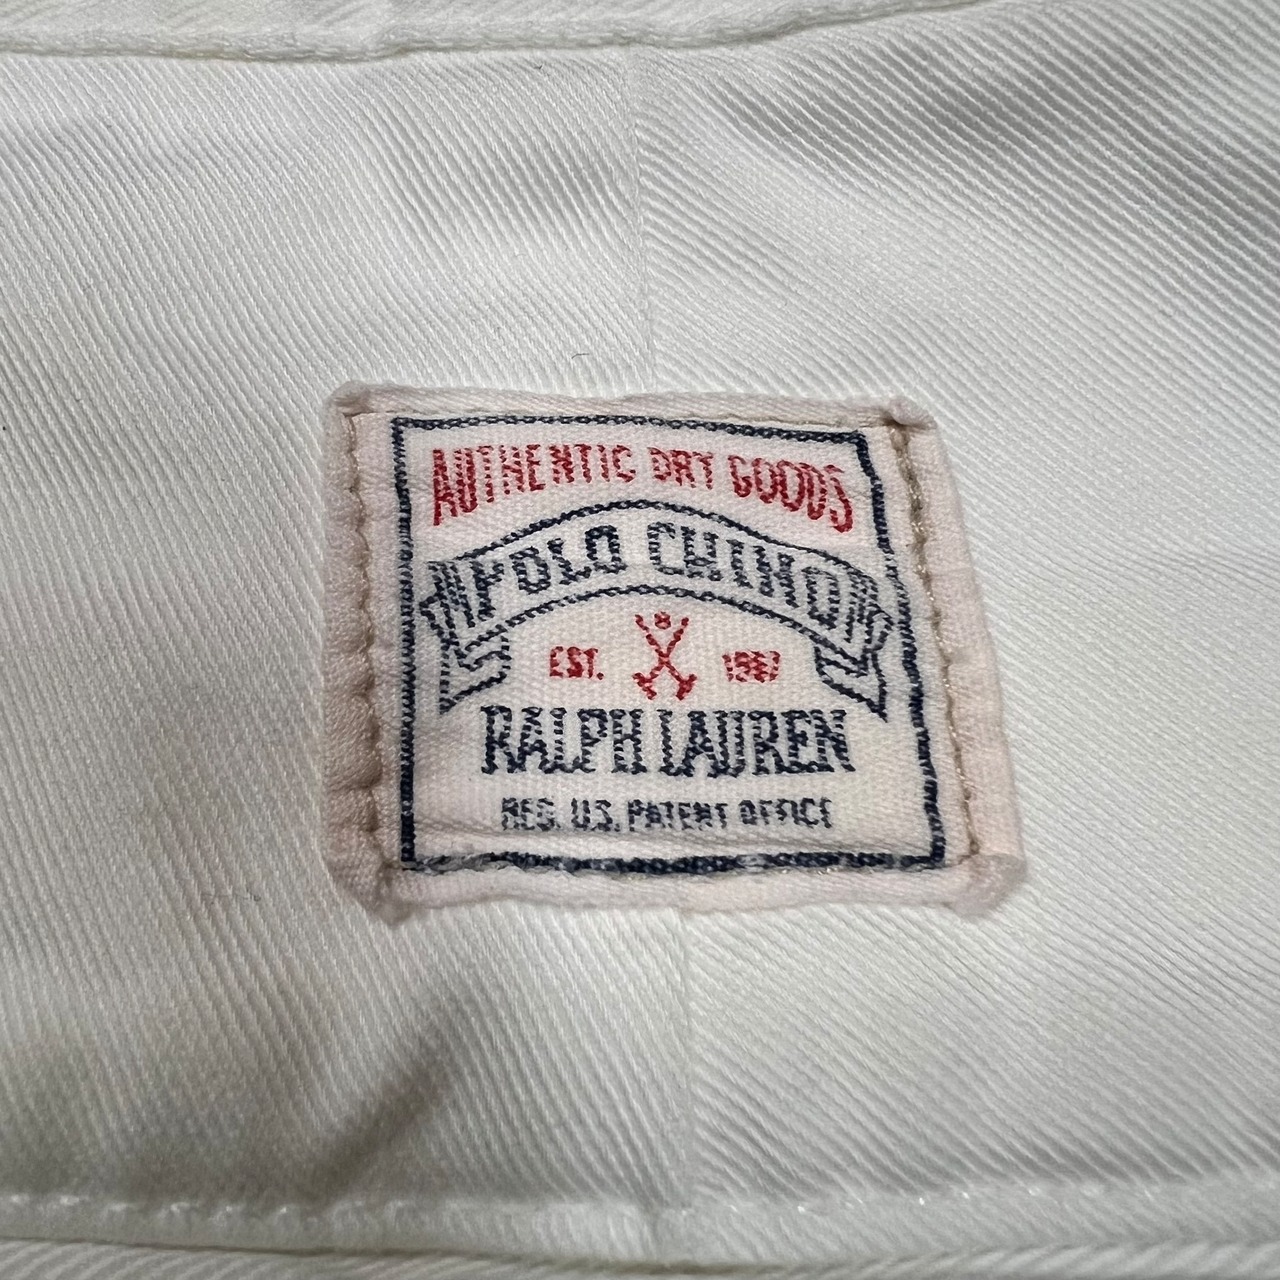 AUTHENTIC DRY GOODS
POLO CHINO
EST. 1967
RALPH LAUREN
REG. U.S. PATENT OFFICE